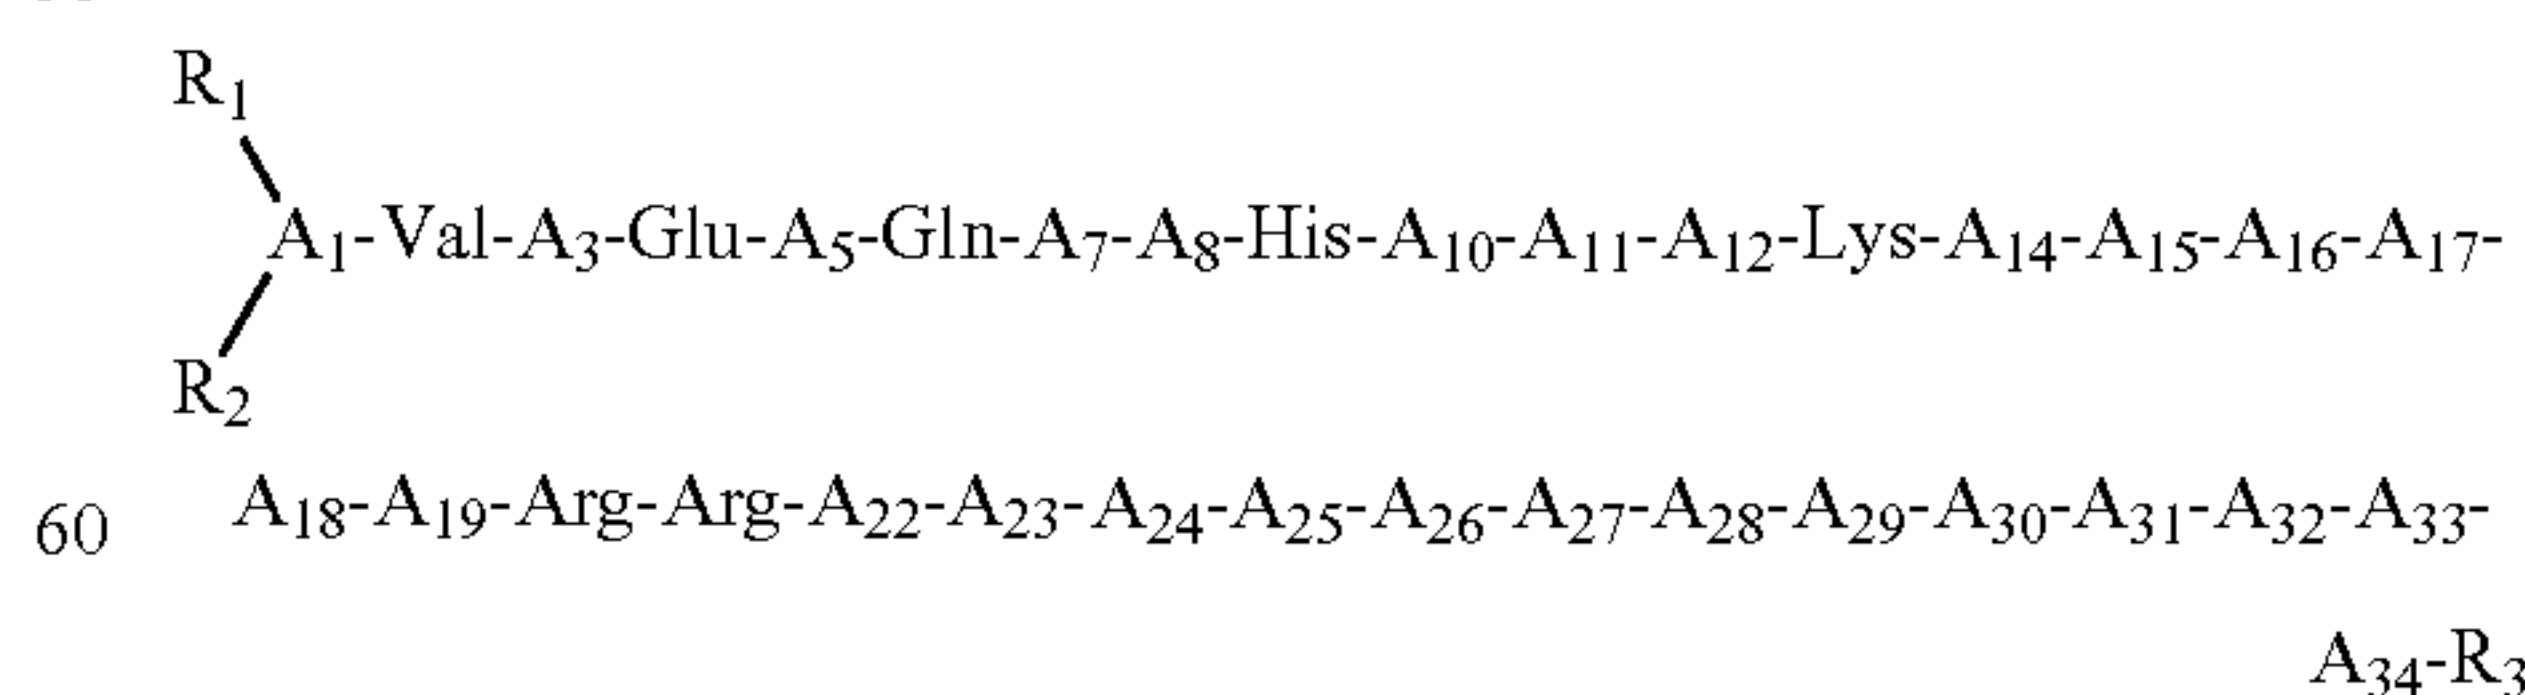 R1
A1-Val-A3-Glu-A5-Gln-A7-A8-His-A10-A11-A12-Lys-A14-A15-A16-A17-
R2
60 A18-A19-Arg-Arg-A22-A23-A24-A25-A26-A27-A28-A29-A30-A31-A32-A33-
A34-R3